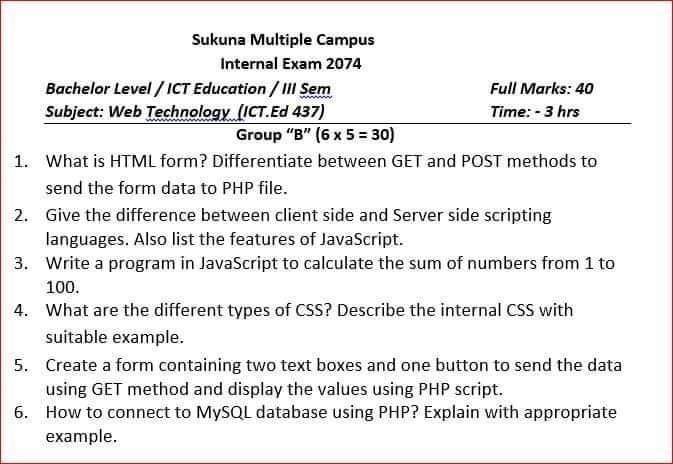 Sukuna Multiple Campus
Internal Exam 2074
Bachelor Level / ICT Education / III Sem Full Marks: 40
Subject: Web Technology (ICT.Ed 437) Time: - 3 hrs
Group “B” (6 x 5 = 30)
1. What is HTML form? Differentiate between GET and POST methods to
send the form data to PHP file.
2. Give the difference between client side and Server side scripting
languages. Also list the features of JavaScript.
3. Write a program in JavaScript to calculate the sum of numbers from 1 to
100.
4. What are the different types of CSS? Describe the internal CSS with
suitable example.
5. Create a form containing two text boxes and one button to send the data
using GET method and display the values using PHP script.
6. How to connect to MySQL database using PHP? Explain with appropriate
example.